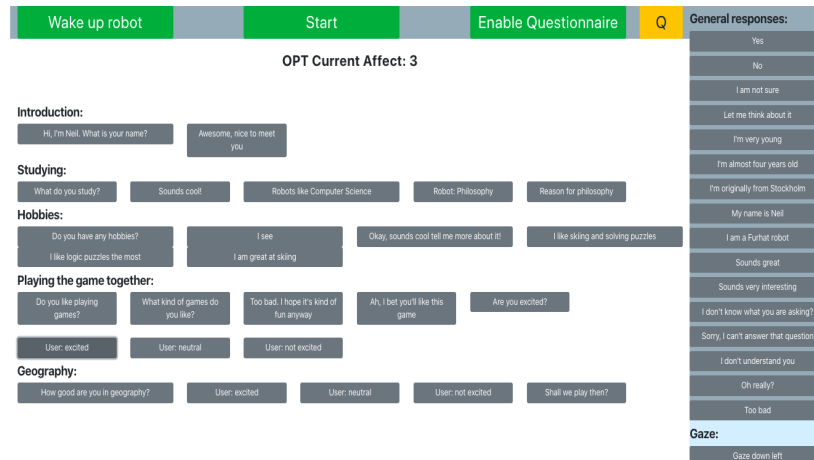 Wake up robot
Start
Enable Questionnaire
Q
OPT Current Affect: 3
Introduction:
Hi, I'm Neil. What is your name?
Awesome, nice to meet
you
Studying:
What do you study?
Sounds cool!
Robots like Computer Science
Robot: Philosophy
Reason for philosophy
Hobbies:
Do you have any hobbies?
I see
Okay, sounds cool tell me more about it!
I like skiing and solving puzzles
I like logic puzzles the most
I am great at skiing
Playing the game together:
Do you like playing
games?
What kind of games do
you like?
Too bad. I hope it's kind of
fun anyway
Ah, I bet you'll like this
game
Are you excited?
User: excited
User: neutral
User: not excited
Geography:
How good are you in geography?
User: excited
User: neutral
User: not excited
Shall we play then?
General responses:
Yes
No
I am not sure
Let me think about it
I'm very young
I'm almost four years old
I'm originally from Stockholm
My name is Neil
I am a Furhat robot
Sounds great
Sounds very interesting
I don't know what you are asking?
Sorry, I can't answer that question
I don't understand you
Oh really?
Too bad
Gaze:
Gaze down left